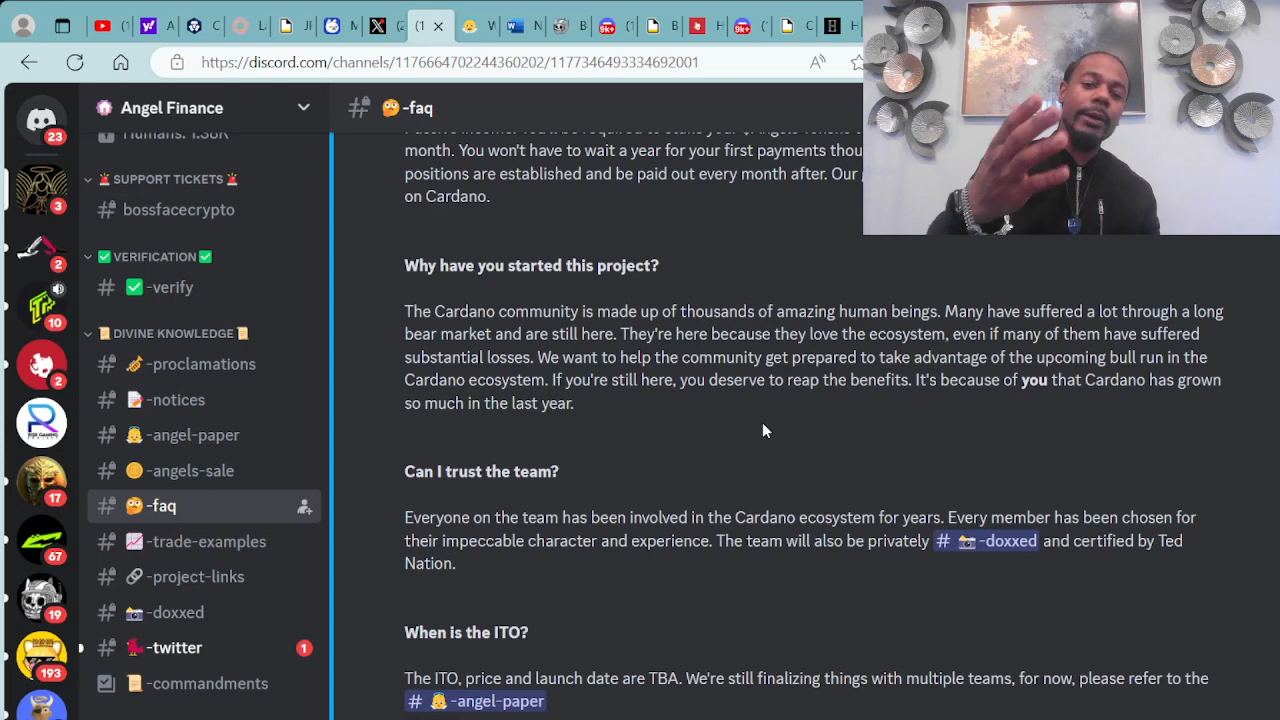 https://discord.com/channels/1176664702244360202/1177346493334692001
Angel Finance
-faq
23
3
2
10
2
17
67
19
193
SUPPORT TICKETS
bossfacecrypto
VERIFICATION
-verify
DIVINE KNOWLEDGE
-proclamations
-notices
-angel-paper
-angels-sale
-faq
-trade-examples
-project-links
-doxxed
-twitter
1
-commandments
month. You won't have to wait a year for your first payments thou
positions are established and be paid out every month after. Our
on Cardano.
Why have you started this project?
The Cardano community is made up of thousands of amazing human beings. Many have suffered a lot through a long
bear market and are still here. They're here because they love the ecosystem, even if many of them have suffered
substantial losses. We want to help the community get prepared to take advantage of the upcoming bull run in the
Cardano ecosystem. If you're still here, you deserve to reap the benefits. It's because of you that Cardano has grown
so much in the last year.
Can I trust the team?
Everyone on the team has been involved in the Cardano ecosystem for years. Every member has been chosen for
their impeccable character and experience. The team will also be privately # -doxxed and certified by Ted
Nation.
When is the ITO?
The ITO, price and launch date are TBA. We're still finalizing things with multiple teams, for now, please refer to the
# -angel-paper